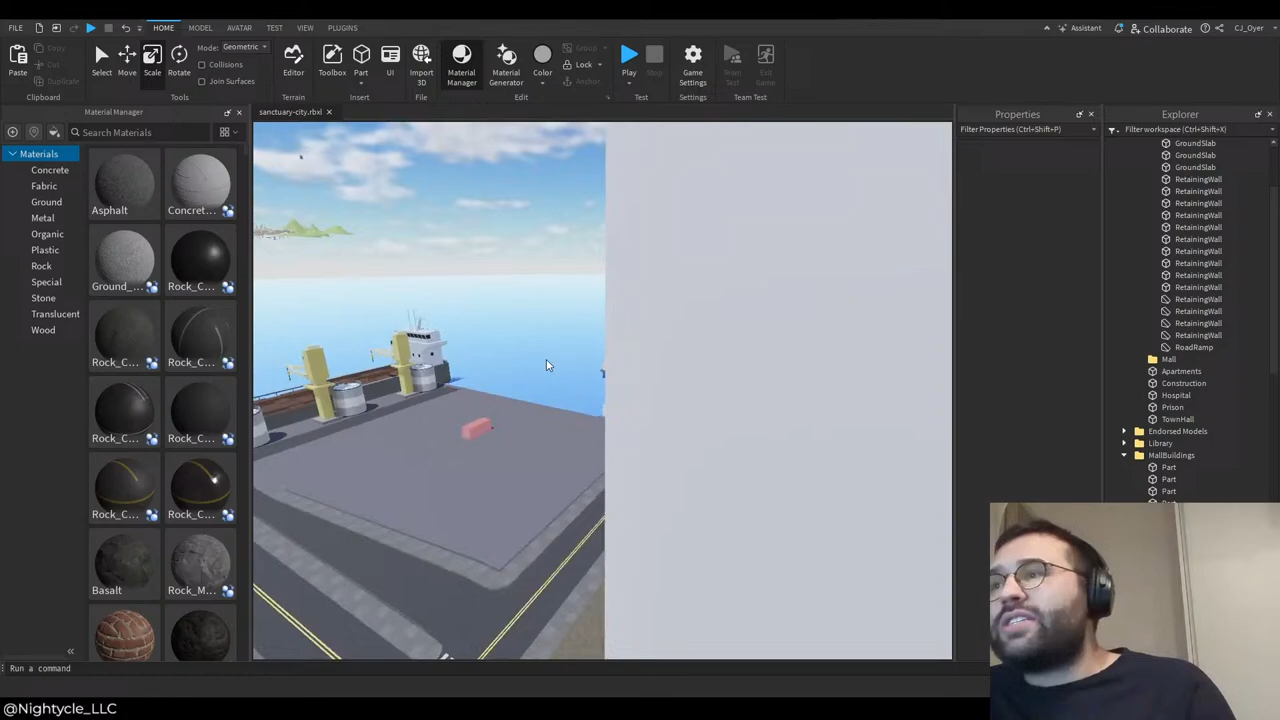 FILE HOME MODEL AVATAR TEST VIEW PLUGINS Assistant Collaborate CJ_Oyer
Paste Copy Cut Duplicate Select Move Scale Rotate Mode: Geometric Collisions Join Surfaces Editor Toolbox Part UI Import 3D Material Manager Material Generator Color Group Lock Anchor Play Stop Game Settings Team Test Exit Game
Clipboard Tools Terrain Insert File Edit Test Settings Team Test
Material Manager sanctuary-city.rbxl Properties Explorer
Search Materials Filter Properties (Ctrl+Shift+P) Filter workspace (Ctrl+Shift+X)
Materials
Concrete
Fabric
Ground
Metal
Organic
Plastic
Rock
Special
Stone
Translucent
Wood
Asphalt Concret...
Ground_... Rock_C...
Rock_C... Rock_C...
Rock_C... Rock_C...
Rock_C... Rock_C...
Basalt Rock_M...
GroundSlab
GroundSlab
GroundSlab
RetainingWall
RetainingWall
RetainingWall
RetainingWall
RetainingWall
RetainingWall
RetainingWall
RetainingWall
RetainingWall
RetainingWall
RetainingWall
RetainingWall
RetainingWall
RetainingWall
RoadRamp
Mall
Apartments
Construction
Hospital
Prison
TownHall
Endorsed Models
Library
MallBuildings
Part
Part
Part
Run a command
@Nightycle_LLC